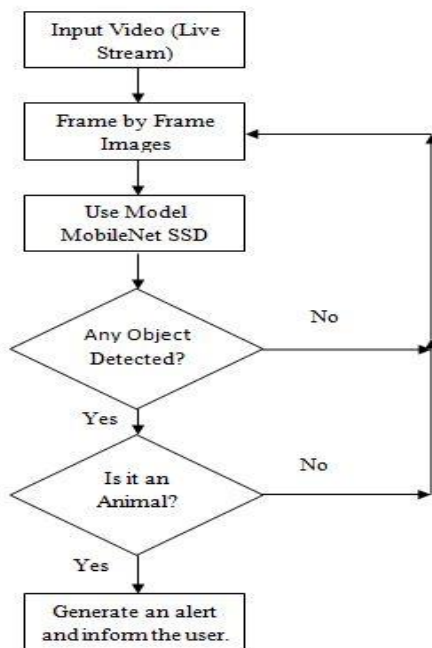 Input Video (Live
Stream)
Frame by Frame
Images
Use Model
MobileNet SSD
Any Object
Detected?
No
Yes
Is it an
Animal?
No
Yes
Generate an alert
and inform the user.